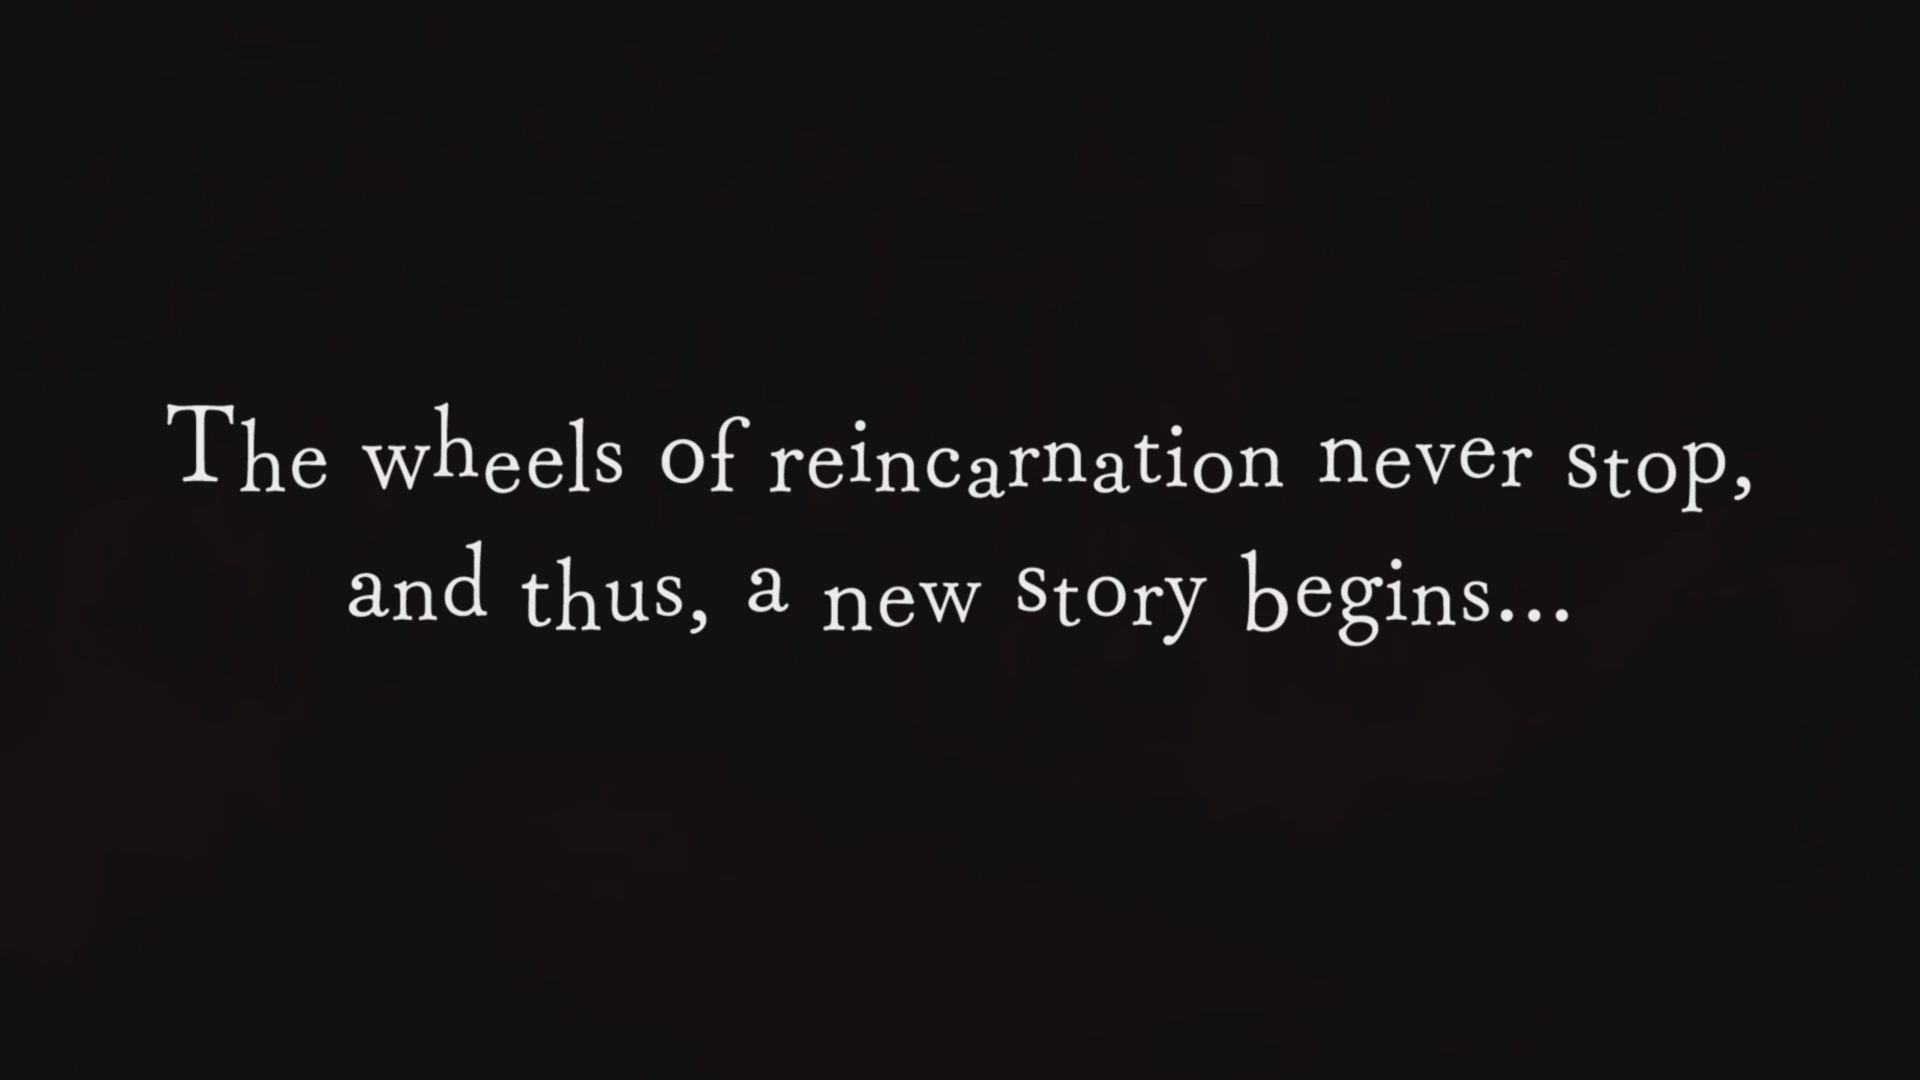 The wheels of reincarnation never stop,
and thus, a new story begins...